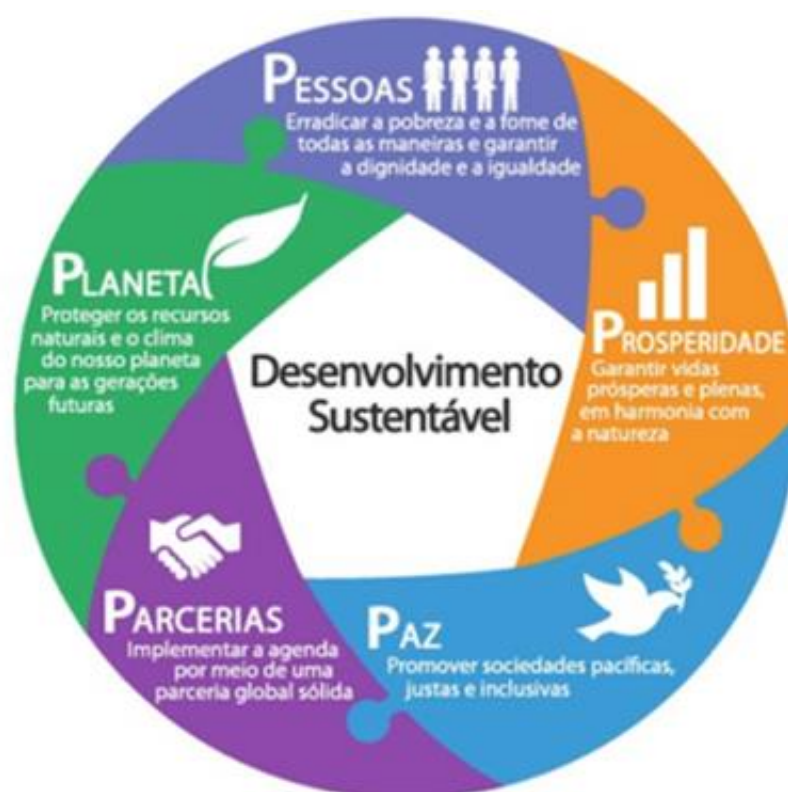 PESSOAS
Erradicar a pobreza e a fome de
todas as maneiras e garantir
a dignidade e a igualdade
PLANETA
Proteger os recursos
naturais e o clima
do nosso planeta
para as gerações
futuras
PROSPERIDADE
Garantir vidas
prósperas e plenas,
em harmonia com
a natureza
Desenvolvimento
Sustentável
PARCERIAS
Implementar a agenda
por meio de uma
parceria global sólida
PAZ
Promover sociedades pacíficas,
justas e inclusivas